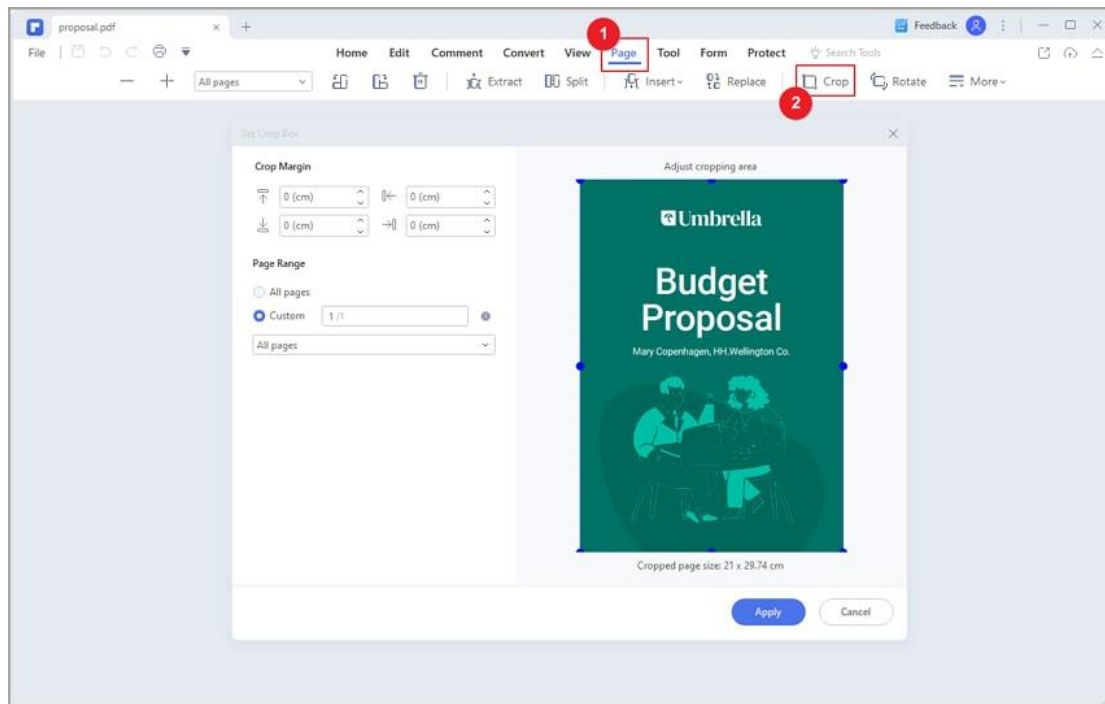 proposal.pdf × + Feedback
File Home Edit Comment Convert View Page Tool Form Protect Search Tools
1
All pages Extract Split Insert Replace Crop Rotate More
2
Set Crop Box
Crop Margin
0 (cm) 0 (cm)
0 (cm) 0 (cm)
Page Range
All pages
Custom 1 /1
All pages
Adjust cropping area
Umbrella
Budget
Proposal
Mary Copenhagen, HH.Wellington Co.
Cropped page size: 21 x 29.74 cm
Apply Cancel